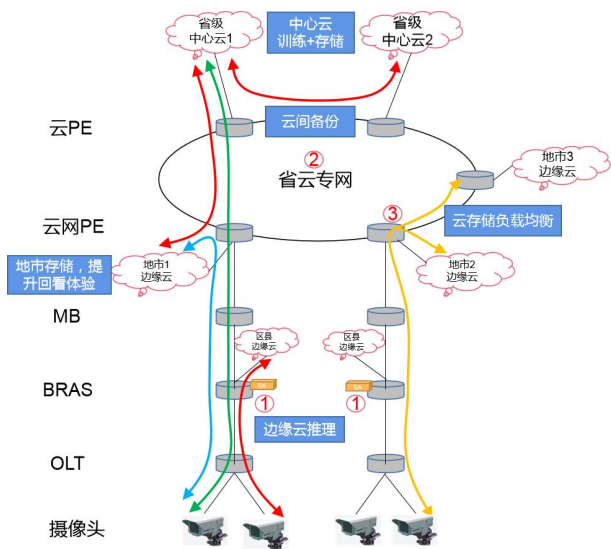 省级
中心云1
中心云
训练+存储
省级
中心云2
云PE
云间备份
②
省云专网
地市3
边缘云
云网PE
③
云存储负载均衡
地市存储，提
升回看体验
地市1
边缘云
地市2
边缘云
MB
区县
边缘云
区县
边缘云
BRAS
SA
①
SA
①
边缘云推理
OLT
摄像头